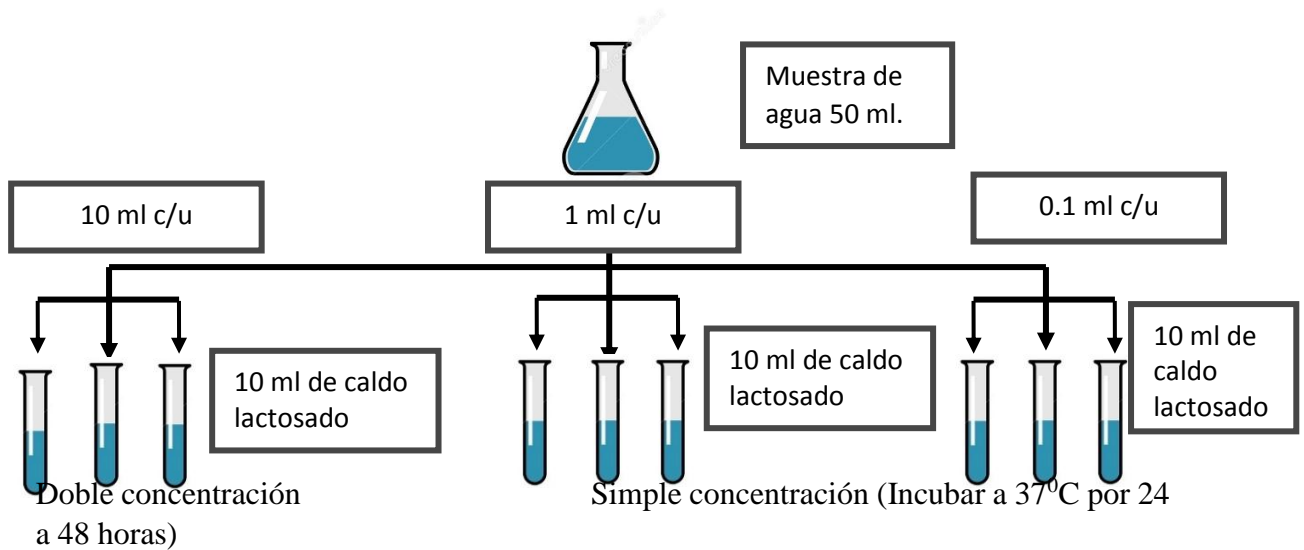 Muestra de
agua 50 ml.
10 ml c/u
1 ml c/u
0.1 ml c/u
10 ml de caldo
lactosado
10 ml de caldo
lactosado
10 ml de
caldo
lactosado
Doble concentración
Simple concentración (Incubar a 37⁰C por 24
a 48 horas)